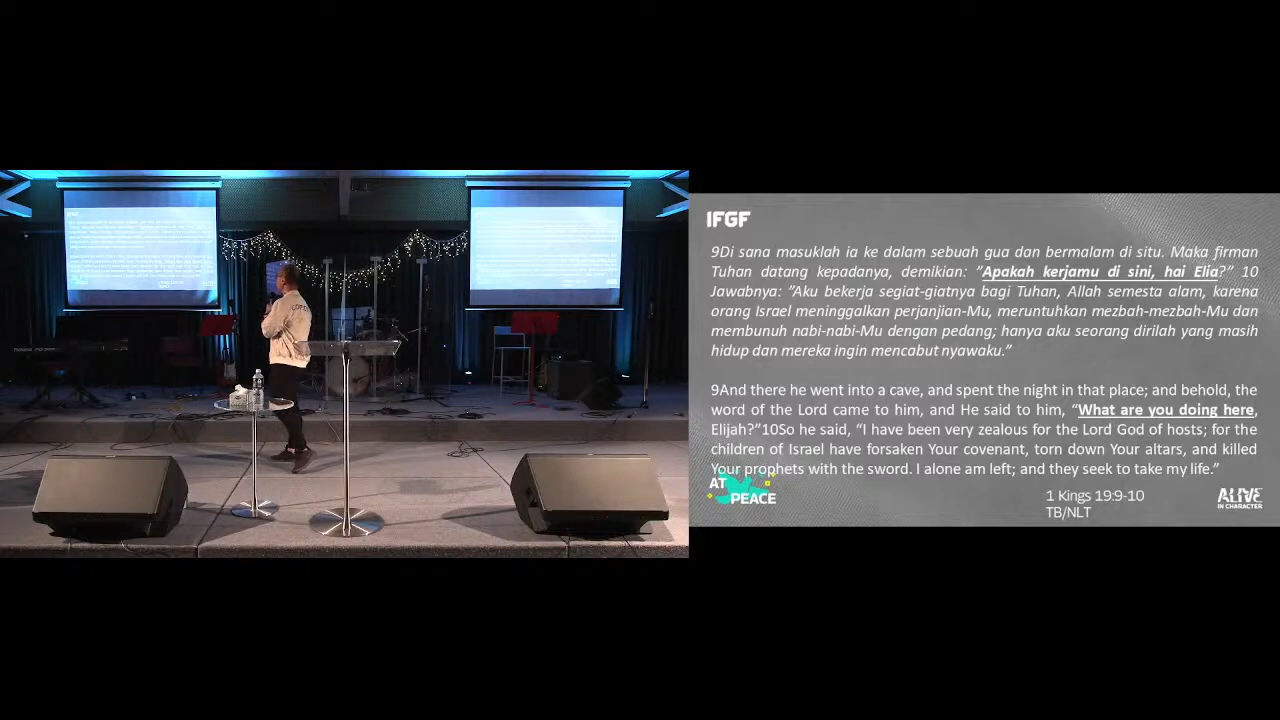 IFGF
9Di sana masuklah ia ke dalam sebuah gua dan bermalam di situ. Maka firman
Tuhan datang kepadanya, demikian: "Apakah kerjamu di sini, hai Elia?" 10
Jawabnya: "Aku bekerja segiat-giatnya bagi Tuhan, Allah semesta alam, karena
orang Israel meninggalkan perjanjian-Mu, meruntuhkan mezbah-mezbah-Mu dan
membunuh nabi-nabi-Mu dengan pedang; hanya aku seorang dirilah yang masih
hidup dan mereka ingin mencabut nyawaku."
9And there he went into a cave, and spent the night in that place; and behold, the
word of the Lord came to him, and He said to him, "What are you doing here,
Elijah?"10So he said, "I have been very zealous for the Lord God of hosts; for the
children of Israel have forsaken Your covenant, torn down Your altars, and killed
Your prophets with the sword. I alone am left; and they seek to take my life."
AT
PEACE
1 Kings 19:9-10
TB/NLT
ALIVE
IN CHARACTER